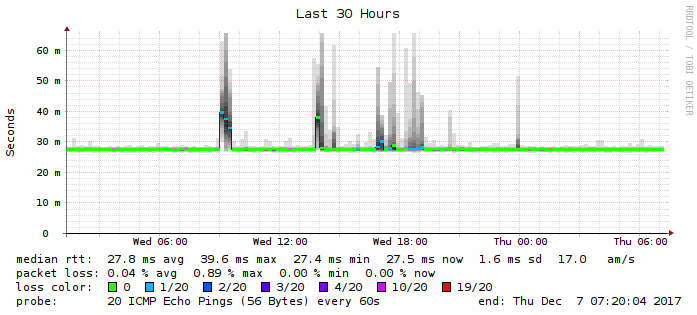 Last 30 Hours
RRDTOOL / TOBI OETIKER
Seconds
60 m
50 m
40 m
30 m
20 m
10 m
0
Wed 06:00 Wed 12:00 Wed 18:00 Thu 00:00 Thu 06:00
median rtt: 27.8 ms avg 39.6 ms max 27.4 ms min 27.5 ms now 1.6 ms sd 17.0 am/s
packet loss: 0.04 % avg 0.89 % max 0.00 % min 0.00 % now
loss color: 0 1/20 2/20 3/20 4/20 10/20 19/20
probe: 20 ICMP Echo Pings (56 Bytes) every 60s end: Thu Dec 7 07:20:04 2017